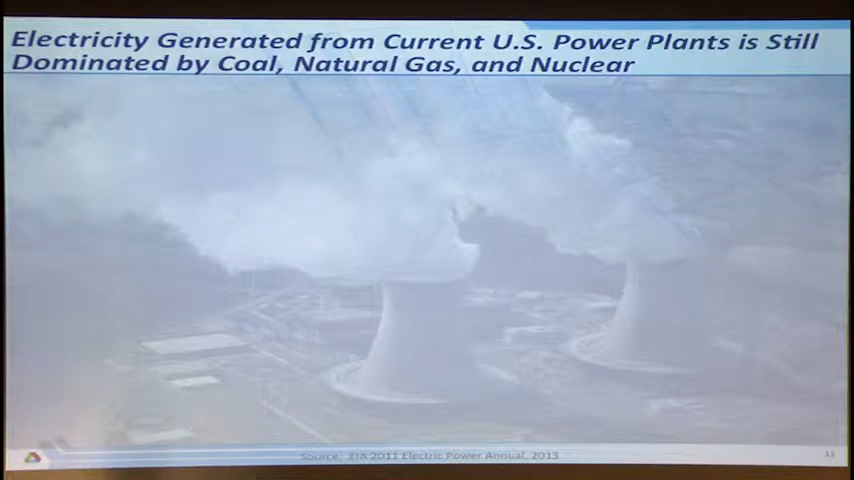 Electricity Generated from Current U.S. Power Plants is Still
Dominated by Coal, Natural Gas, and Nuclear
Source: EIA 2011 Electric Power Annual, 2013